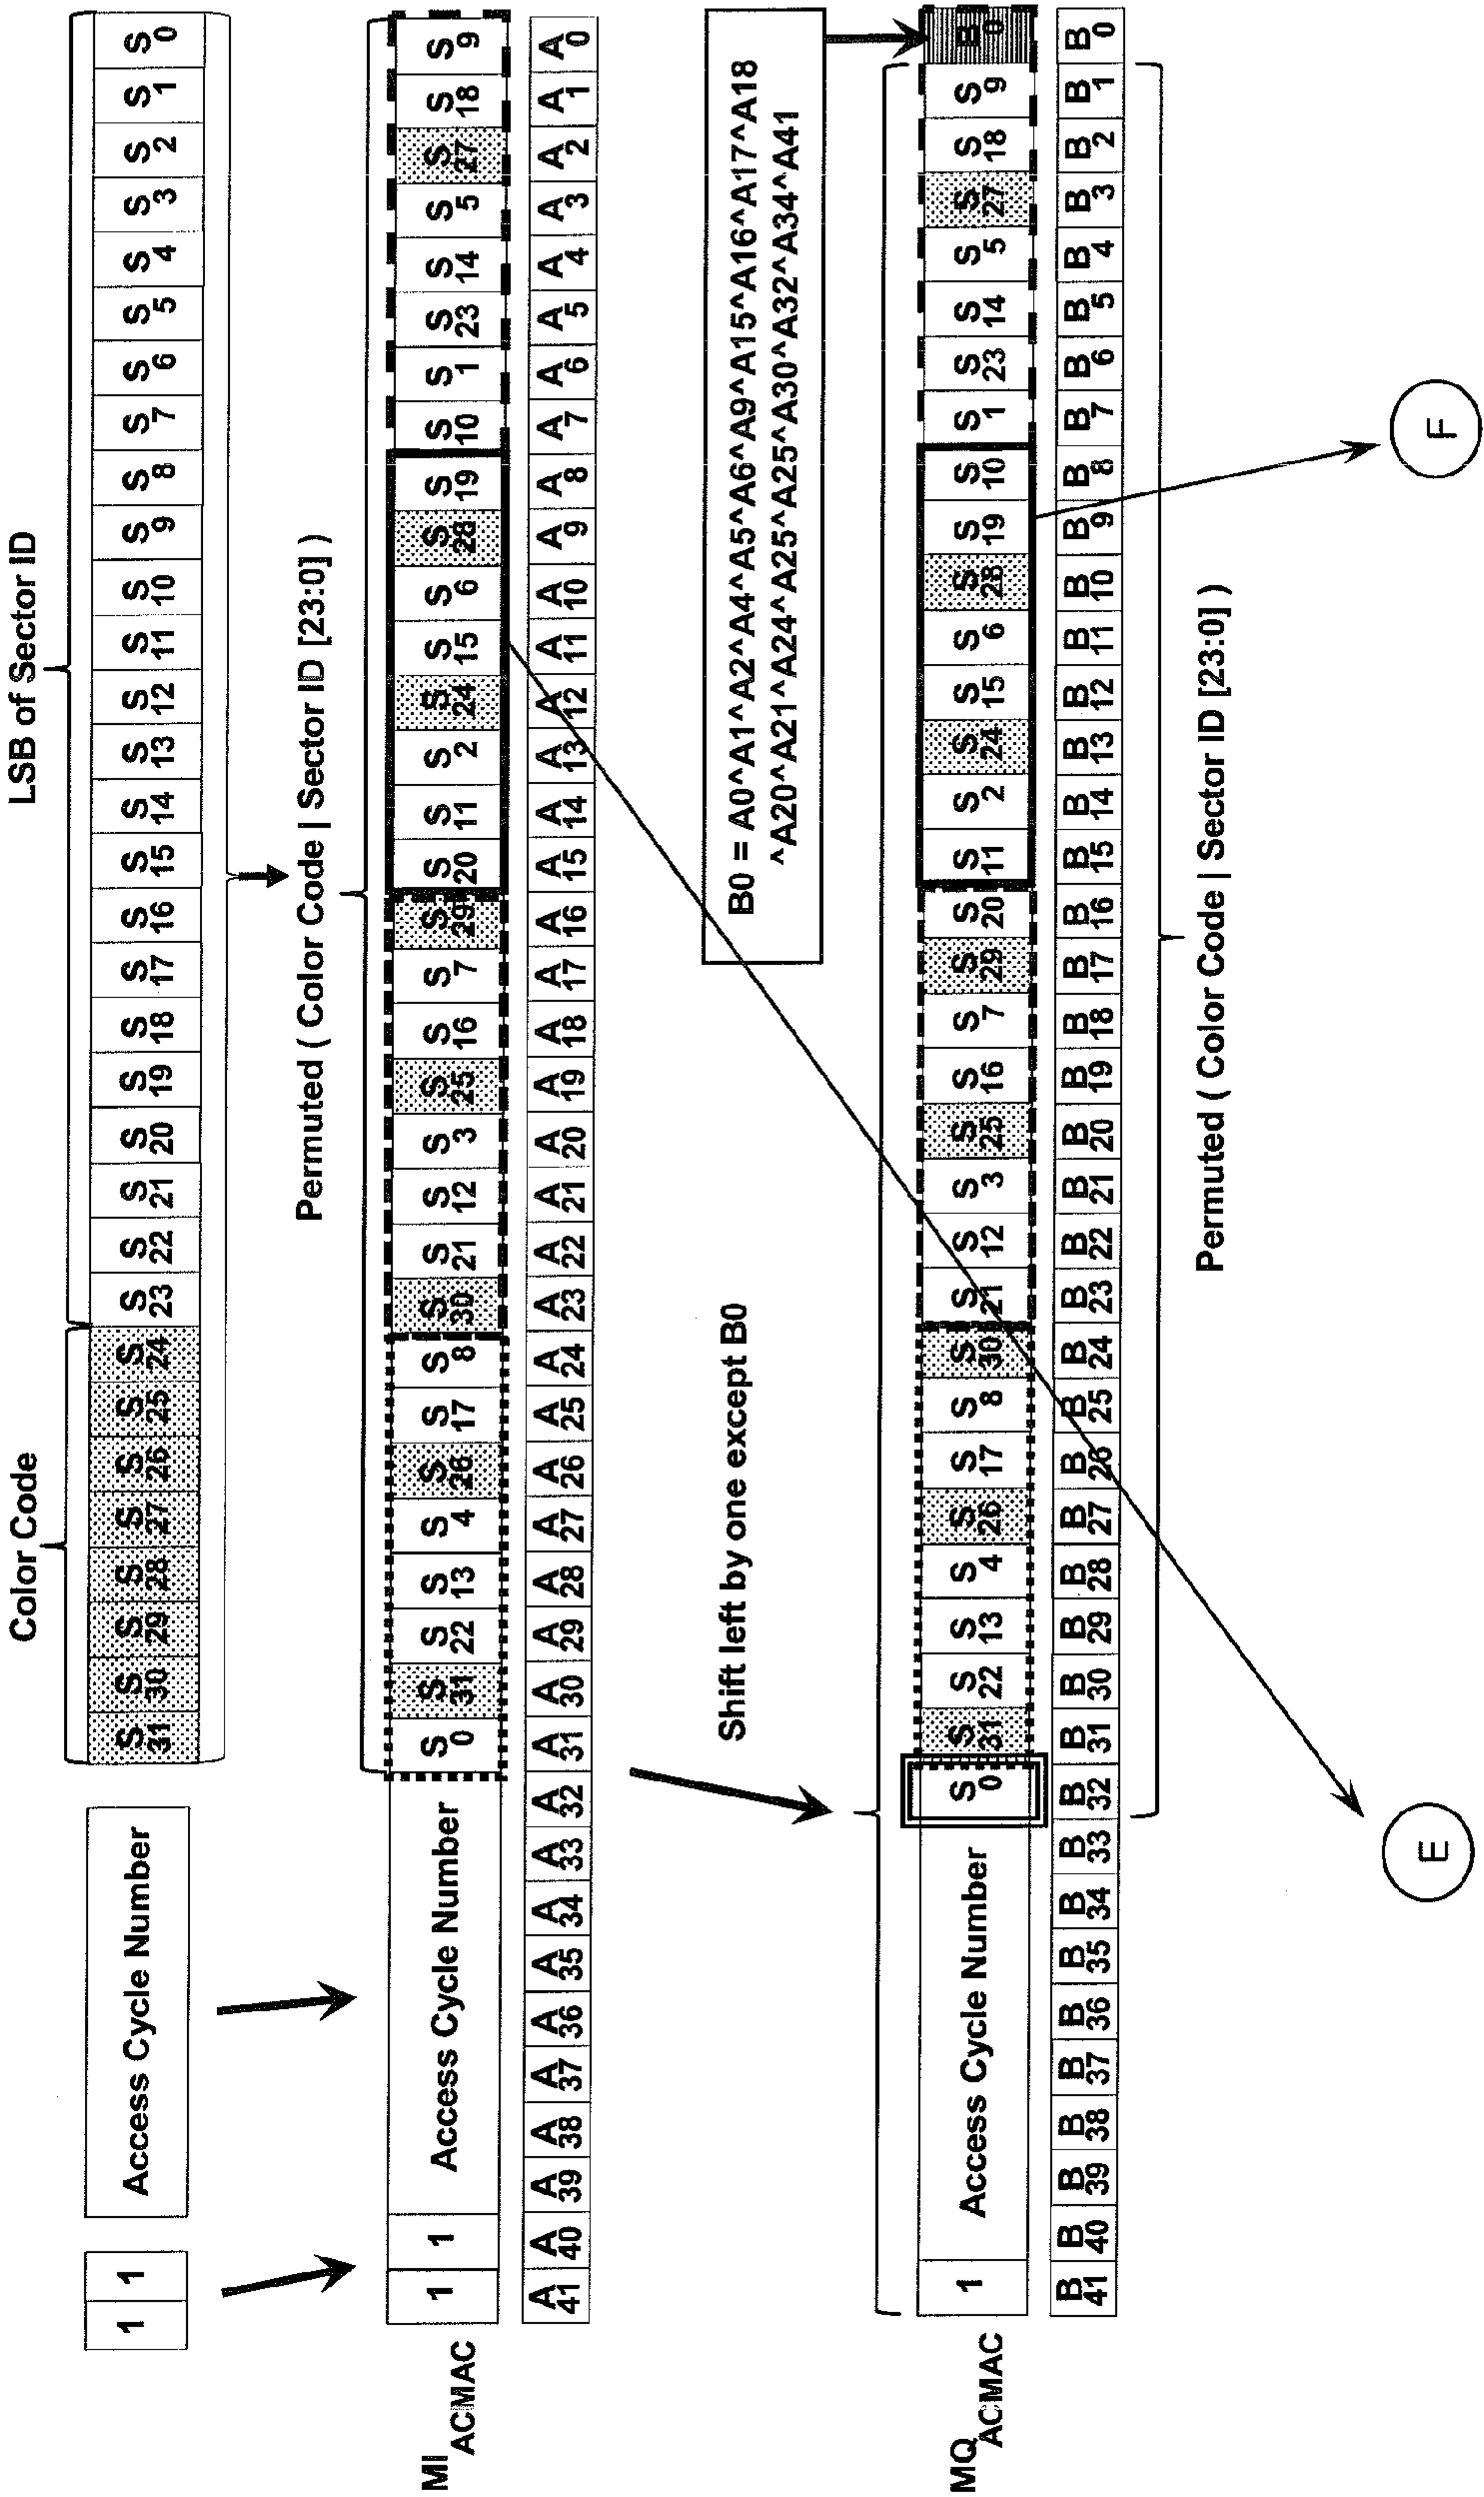 Color Code LSB of Sector ID
1 1 Access Cycle Number S31 S30 S29 S28 S27 S26 S25 S24 S23 S22 S21 S20 S19 S18 S17 S16 S15 S14 S13 S12 S11 S10 S9 S8 S7 S6 S5 S4 S3 S2 S1 S0
Permuted ( Color Code | Sector ID [23:0] )
MI ACMAC 1 1 Access Cycle Number S0 S31 S22 S13 S4 S26 S17 S8 S30 S21 S12 S3 S25 S16 S7 S29 S20 S11 S2 S24 S15 S6 S28 S19 S10 S1 S23 S14 S5 S27 S18 S9
A41 A40 A39 A38 A37 A36 A35 A34 A33 A32 A31 A30 A29 A28 A27 A26 A25 A24 A23 A22 A21 A20 A19 A18 A17 A16 A15 A14 A13 A12 A11 A10 A9 A8 A7 A6 A5 A4 A3 A2 A1 A0
Shift left by one except B0
B0 = A0^A1^A2^A4^A5^A6^A9^A15^A16^A17^A18
^A20^A21^A24^A25^A25^A30^A32^A34^A41
MQ ACMAC 1 Access Cycle Number S0 S31 S22 S13 S4 S26 S17 S8 S30 S21 S12 S3 S25 S16 S7 S29 S20 S11 S2 S24 S15 S6 S28 S19 S10 S1 S23 S14 S5 S27 S18 S9 B0
B41 B40 B39 B38 B37 B36 B35 B34 B33 B32 B31 B30 B29 B28 B27 B26 B25 B24 B23 B22 B21 B20 B19 B18 B17 B16 B15 B14 B13 B12 B11 B10 B9 B8 B7 B6 B5 B4 B3 B2 B1 B0
Permuted ( Color Code | Sector ID [23:0] )
E F